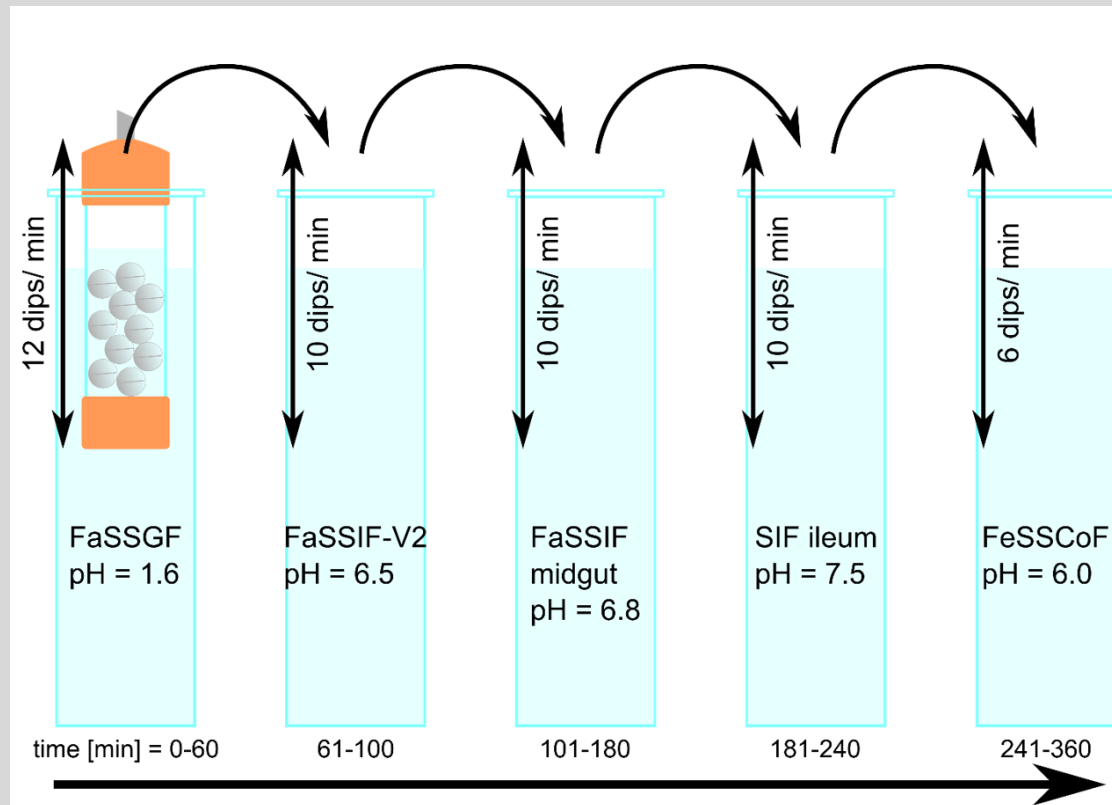 12 dips/ min
10 dips/ min
10 dips/ min
10 dips/ min
6 dips/ min
FaSSGF
pH = 1.6
FaSSIF-V2
pH = 6.5
FaSSIF
midgut
pH = 6.8
SIF ileum
pH = 7.5
FeSSCoF
pH = 6.0
time [min] = 0-60
61-100
101-180
181-240
241-360